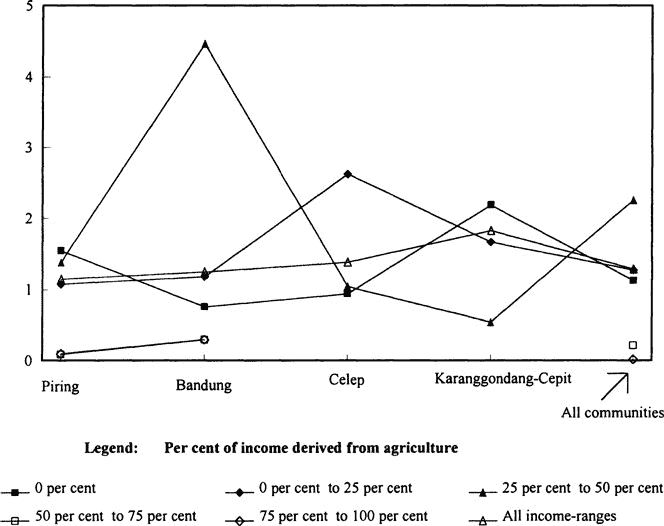 5
4
3
2
1
0
Piring
Bandung
Celep
Karanggondang-Cepit
All communities
Legend: Per cent of income derived from agriculture
0 per cent
0 per cent to 25 per cent
25 per cent to 50 per cent
50 per cent to 75 per cent
75 per cent to 100 per cent
All income-ranges